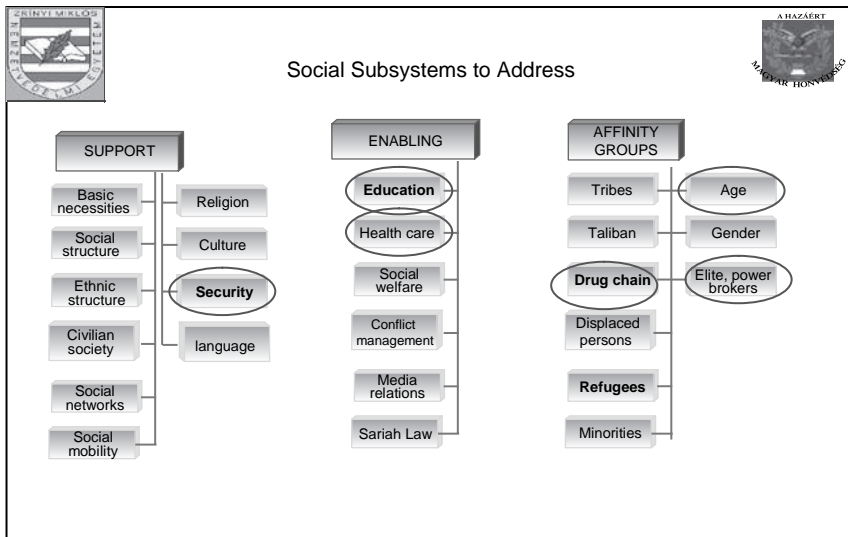 ZRÍNYI MIKLÓS
NEMZETVÉDELMI EGYETEM
A HAZÁÉRT
MAGYAR HONVÉDSÉG
Social Subsystems to Address
SUPPORT
Basic
necessities
Social
structure
Ethnic
structure
Civilian
society
Social
networks
Social
mobility
Religion
Culture
Security
language
ENABLING
Education
Health care
Social
welfare
Conflict
management
Media
relations
Sariah Law
AFFINITY
GROUPS
Tribes
Taliban
Drug chain
Displaced
persons
Refugees
Minorities
Age
Gender
Elite, power
brokers